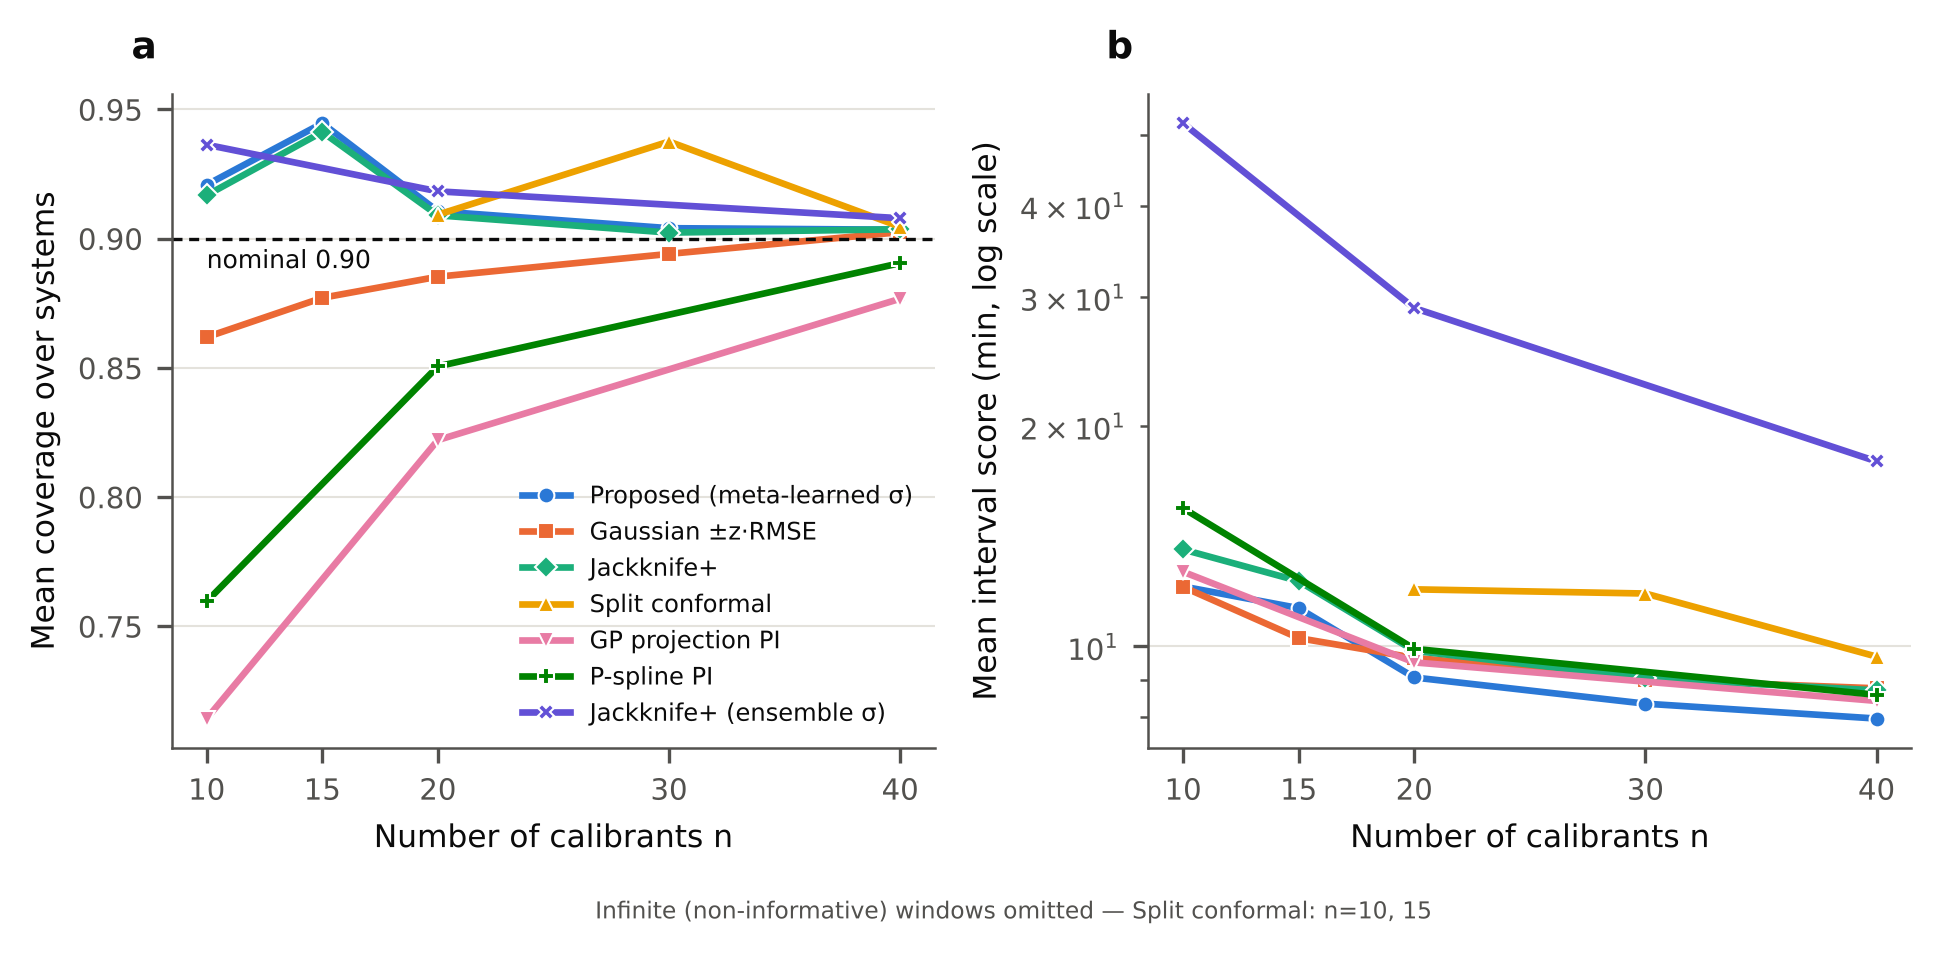 a
Mean coverage over systems
0.95
0.90
0.85
0.80
0.75
nominal 0.90
Proposed (meta-learned σ)
Gaussian ±z·RMSE
Jackknife+
Split conformal
GP projection PI
P-spline PI
Jackknife+ (ensemble σ)
10 15 20 30 40
Number of calibrants n
b
Mean interval score (min, log scale)
4 × 10¹
3 × 10¹
2 × 10¹
10¹
10 15 20 30 40
Number of calibrants n
Infinite (non-informative) windows omitted — Split conformal: n=10, 15